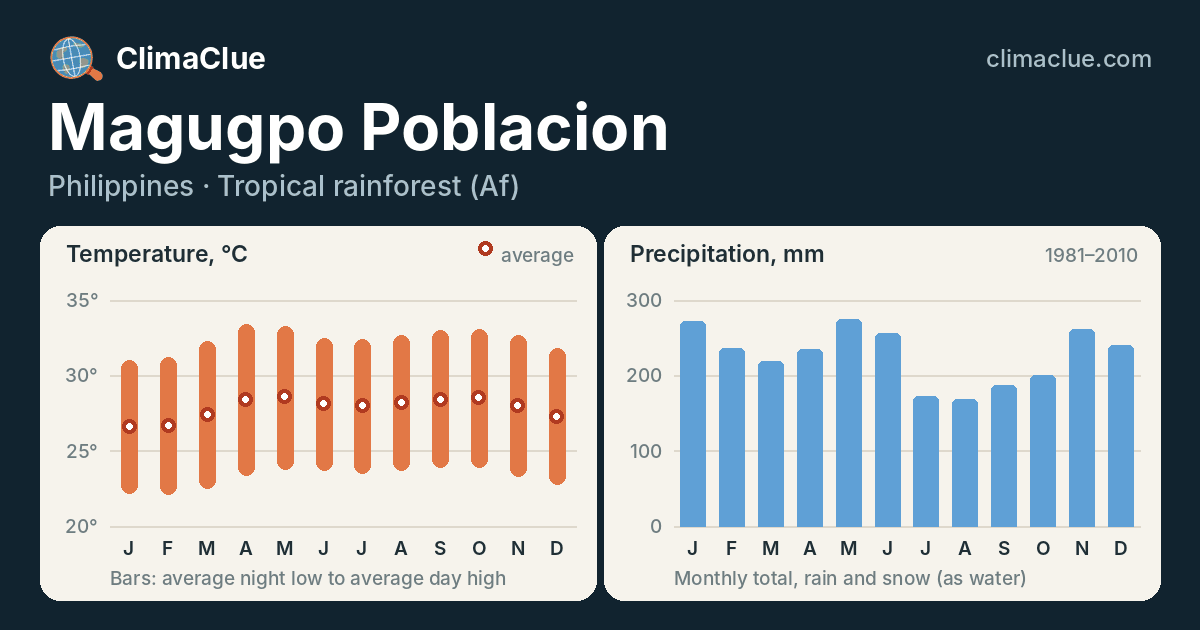 ClimaClue
climaclue.com
Magugpo Poblacion
Philippines · Tropical rainforest (Af)
Temperature, °C
average
35°
30°
25°
20°
J F M A M J J A S O N D
Bars: average night low to average day high
Precipitation, mm
1981–2010
300
200
100
0
J F M A M J J A S O N D
Monthly total, rain and snow (as water)